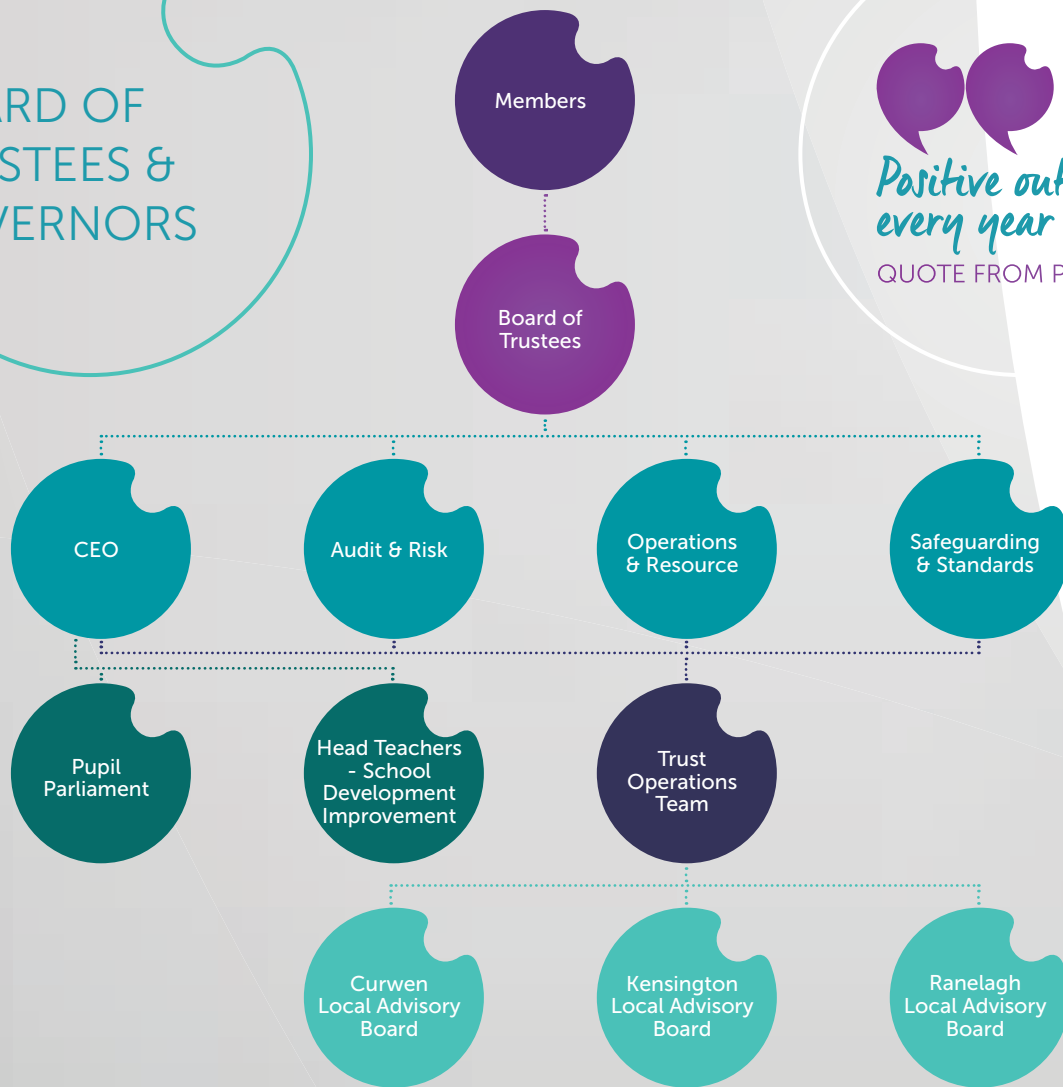 ARD OF
STEES &
VERNORS
Members
Positive out
every year
QUOTE FROM P
Board of
Trustees
CEO
Audit & Risk
Operations
& Resource
Safeguarding
& Standards
Pupil
Parliament
Head Teachers
- School
Development
Improvement
Trust
Operations
Team
Curwen
Local Advisory
Board
Kensington
Local Advisory
Board
Ranelagh
Local Advisory
Board